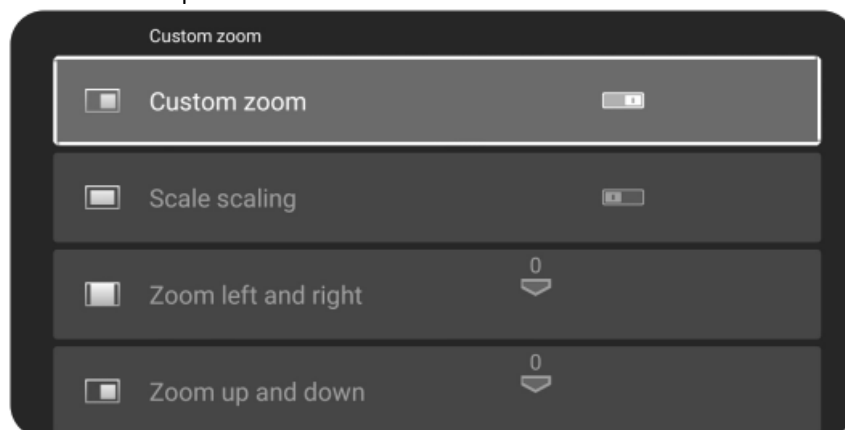 Custom zoom
Custom zoom
Scale scaling
0
Zoom left and right
0
Zoom up and down